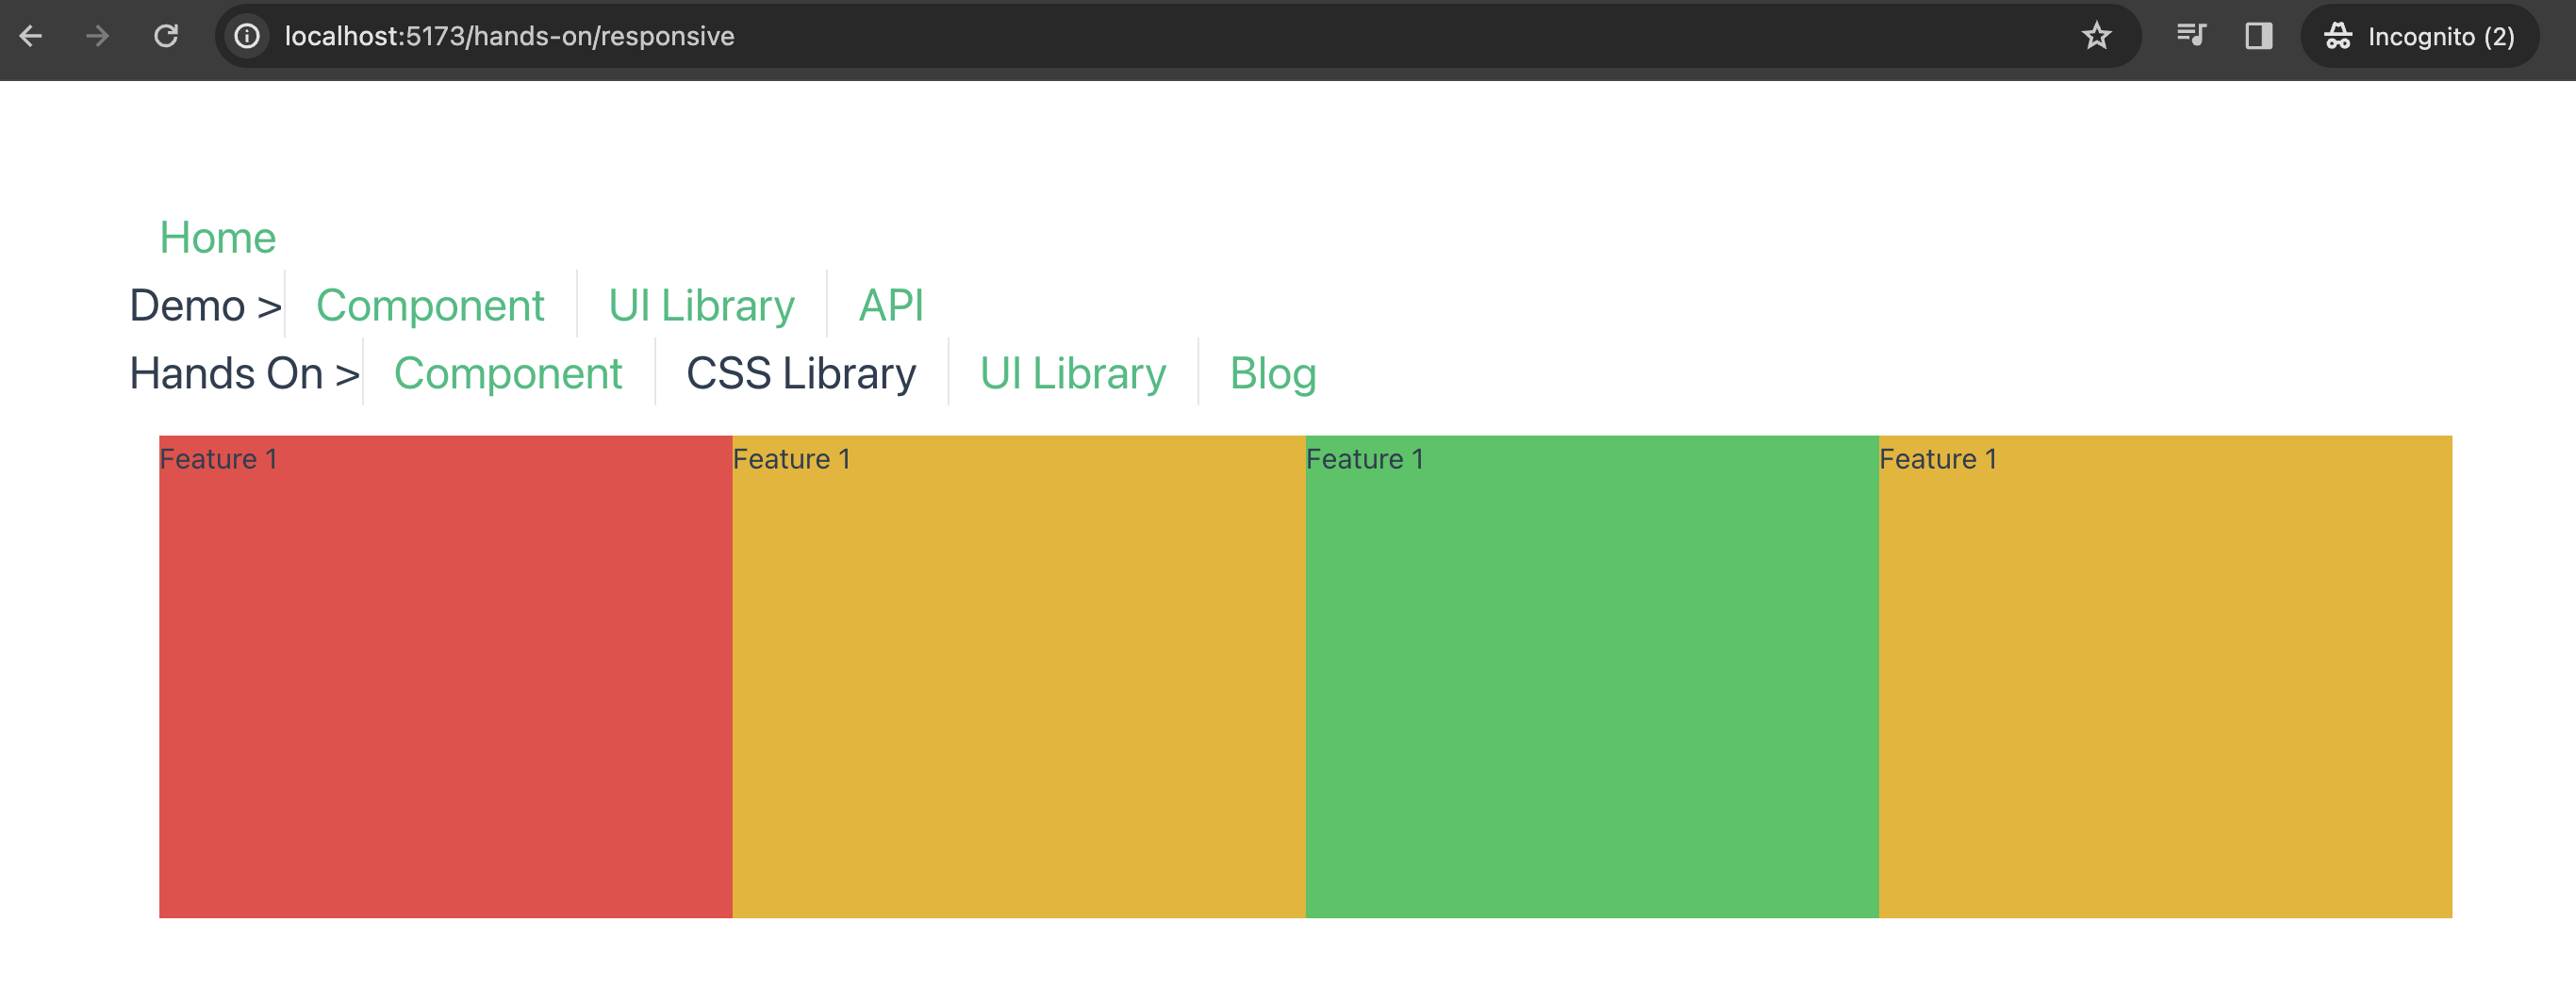 localhost:5173/hands-on/responsive Incognito (2)
Home
Demo > Component UI Library API
Hands On > Component CSS Library UI Library Blog
Feature 1 Feature 1 Feature 1 Feature 1